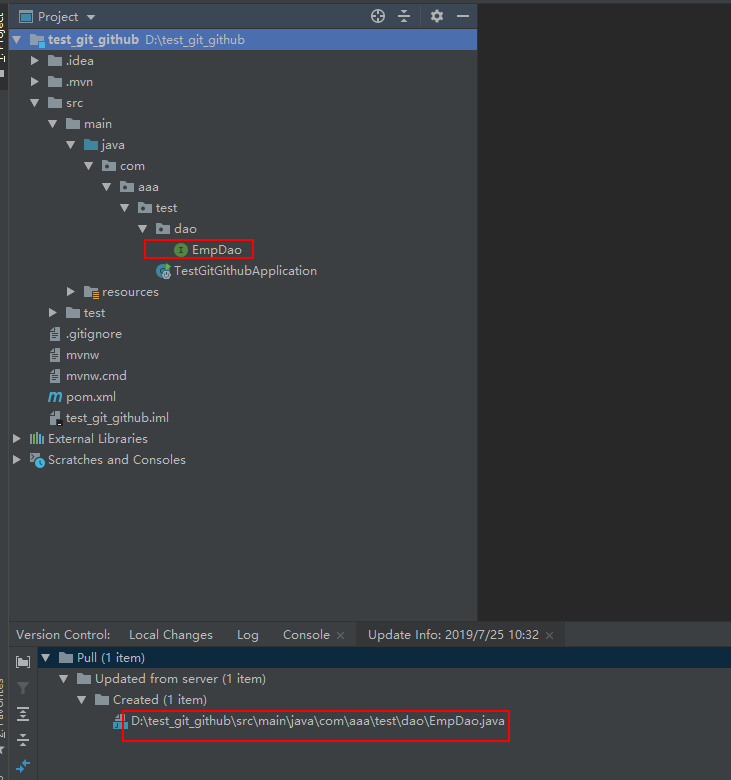 Project
test_git_github D:\test_git_github
.idea
.mvn
src
main
java
com
aaa
test
dao
EmpDao
TestGitGithubApplication
resources
test
.gitignore
mvnw
mvnw.cmd
pom.xml
test_git_github.iml
External Libraries
Scratches and Consoles
Version Control: Local Changes Log Console Update Info: 2019/7/25 10:32
Pull (1 item)
Updated from server (1 item)
Created (1 item)
D:\test_git_github\src\main\java\com\aaa\test\dao\EmpDao.java